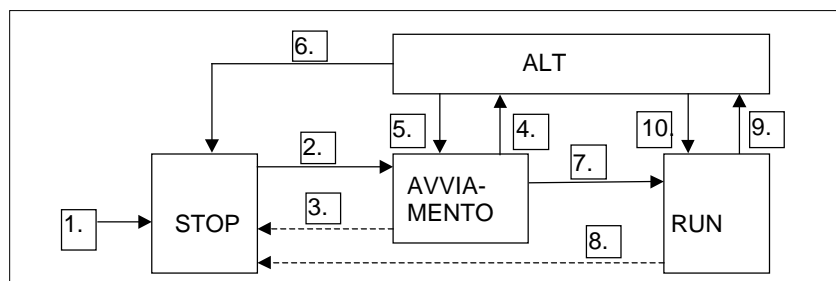 6.
ALT
5.
4.
10.
9.
2.
7.
AVVIA-
MENTO
1.
STOP
3.
RUN
8.